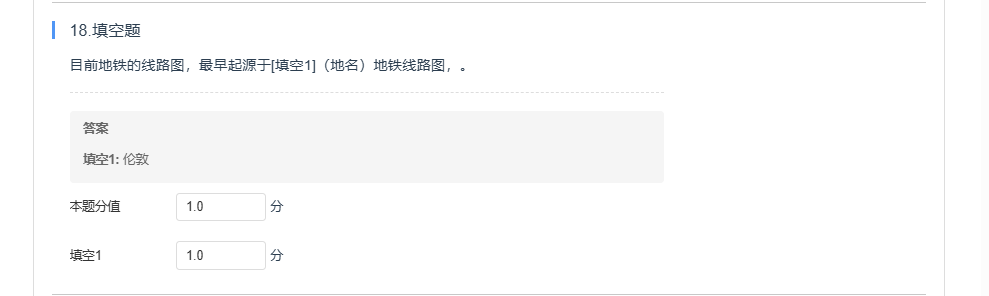 18.填空题
目前地铁的线路图，最早起源于[填空1]（地名）地铁线路图，。
答案
填空1: 伦敦
本题分值 1.0 分
填空1 1.0 分